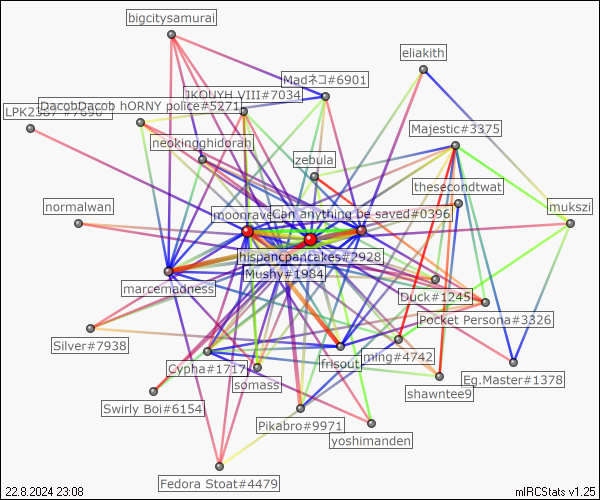 bigcitysamurai
eliakith
Madネコ#6901
JKOUYH VIII#7034
DacobDacob hORNY police#5271
Majestic#3375
neokingghidorah
zebula
thesecondtwat
normalwan
Can anything be saved#0396
mukszi
hispancpancakes#2928
Mushy#1984
marcemadness
Duck#1245
Pocket Persona#3326
Silver#7938
ming#4742
frisout
Cypha#1717
Eg.Master#1378
somass
shawntee9
Swirly Boi#6154
Pikabro#9971
yoshimanden
Fedora Stoat#4479
22.8.2024 23:08
mIRCStats v1.25